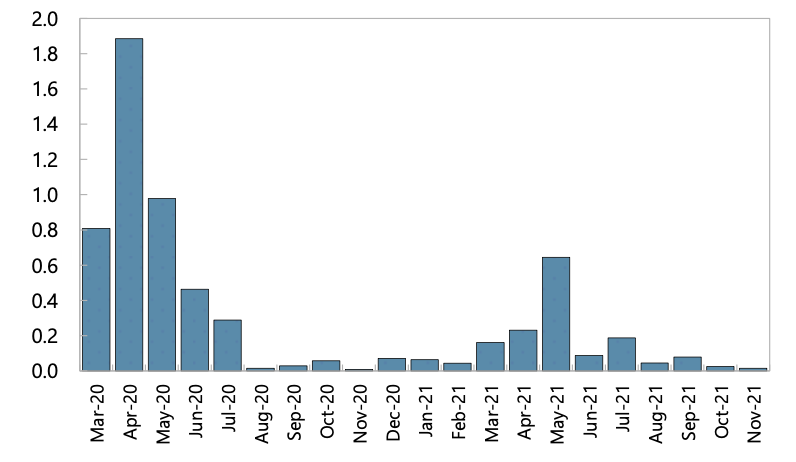 2.0
1.8
1.6
1.4
1.2
1.0
0.8
0.6
0.4
0.2
0.0
Mar-20
Apr-20
May-20
Jun-20
Jul-20
Aug-20
Sep-20
Oct-20
Nov-20
Dec-20
Jan-21
Feb-21
Mar-21
Apr-21
May-21
Jun-21
Jul-21
Aug-21
Sep-21
Oct-21
Nov-21